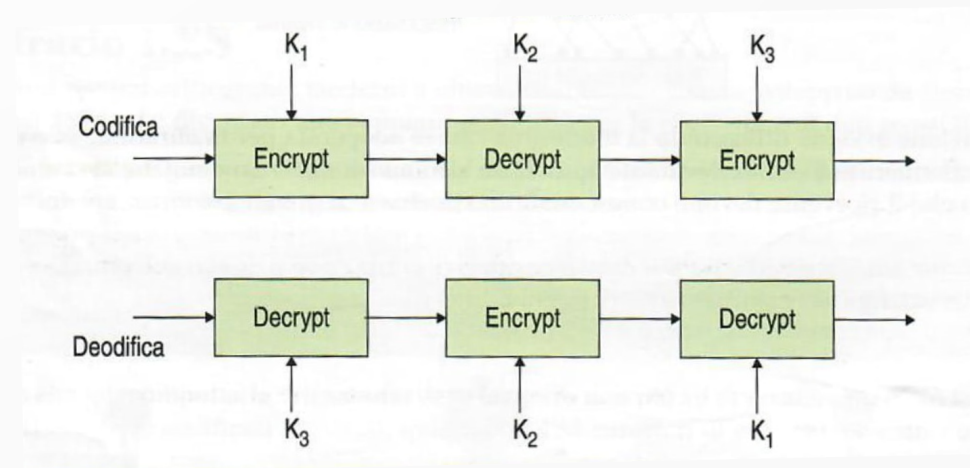 K1 K2 K3
Codifica
Encrypt Decrypt Encrypt
Decrypt Encrypt Decrypt
Deodifica
K3 K2 K1